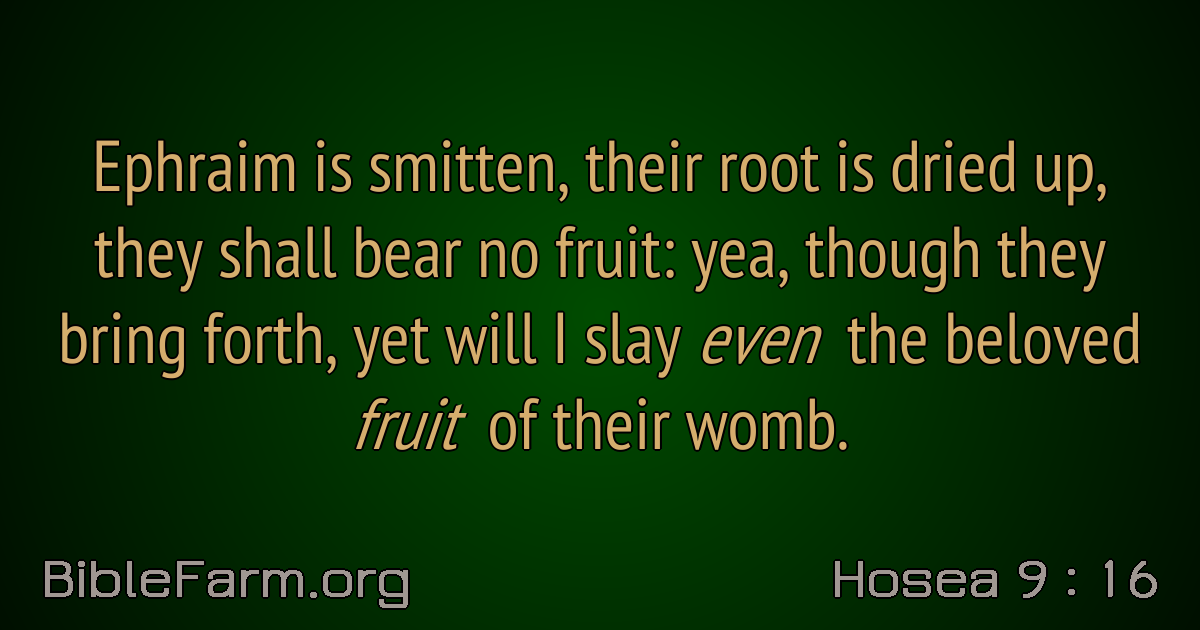 Ephraim is smitten, their root is dried up,
they shall bear no fruit: yea, though they
bring forth, yet will I slay even the beloved
fruit of their womb.
BibleFarm.org
Hosea 9 : 16